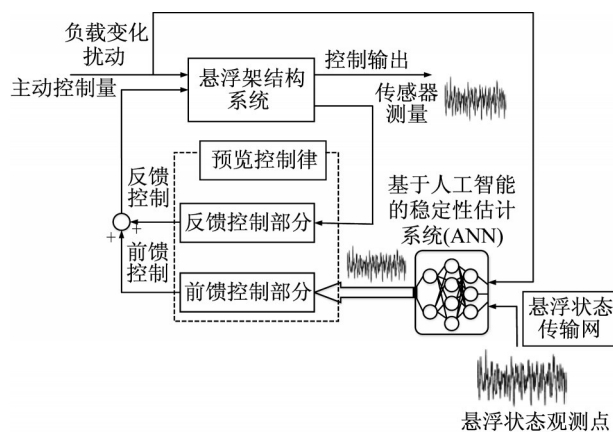 负载变化
扰动
主动控制量
悬浮架结构
系统
控制输出
传感器
测量
预览控制律
反馈
控制
反馈控制部分
前馈
控制
前馈控制部分
基于人工智能
的稳定性估计
系统(ANN)
悬浮状态
传输网
悬浮状态观测点
+
+